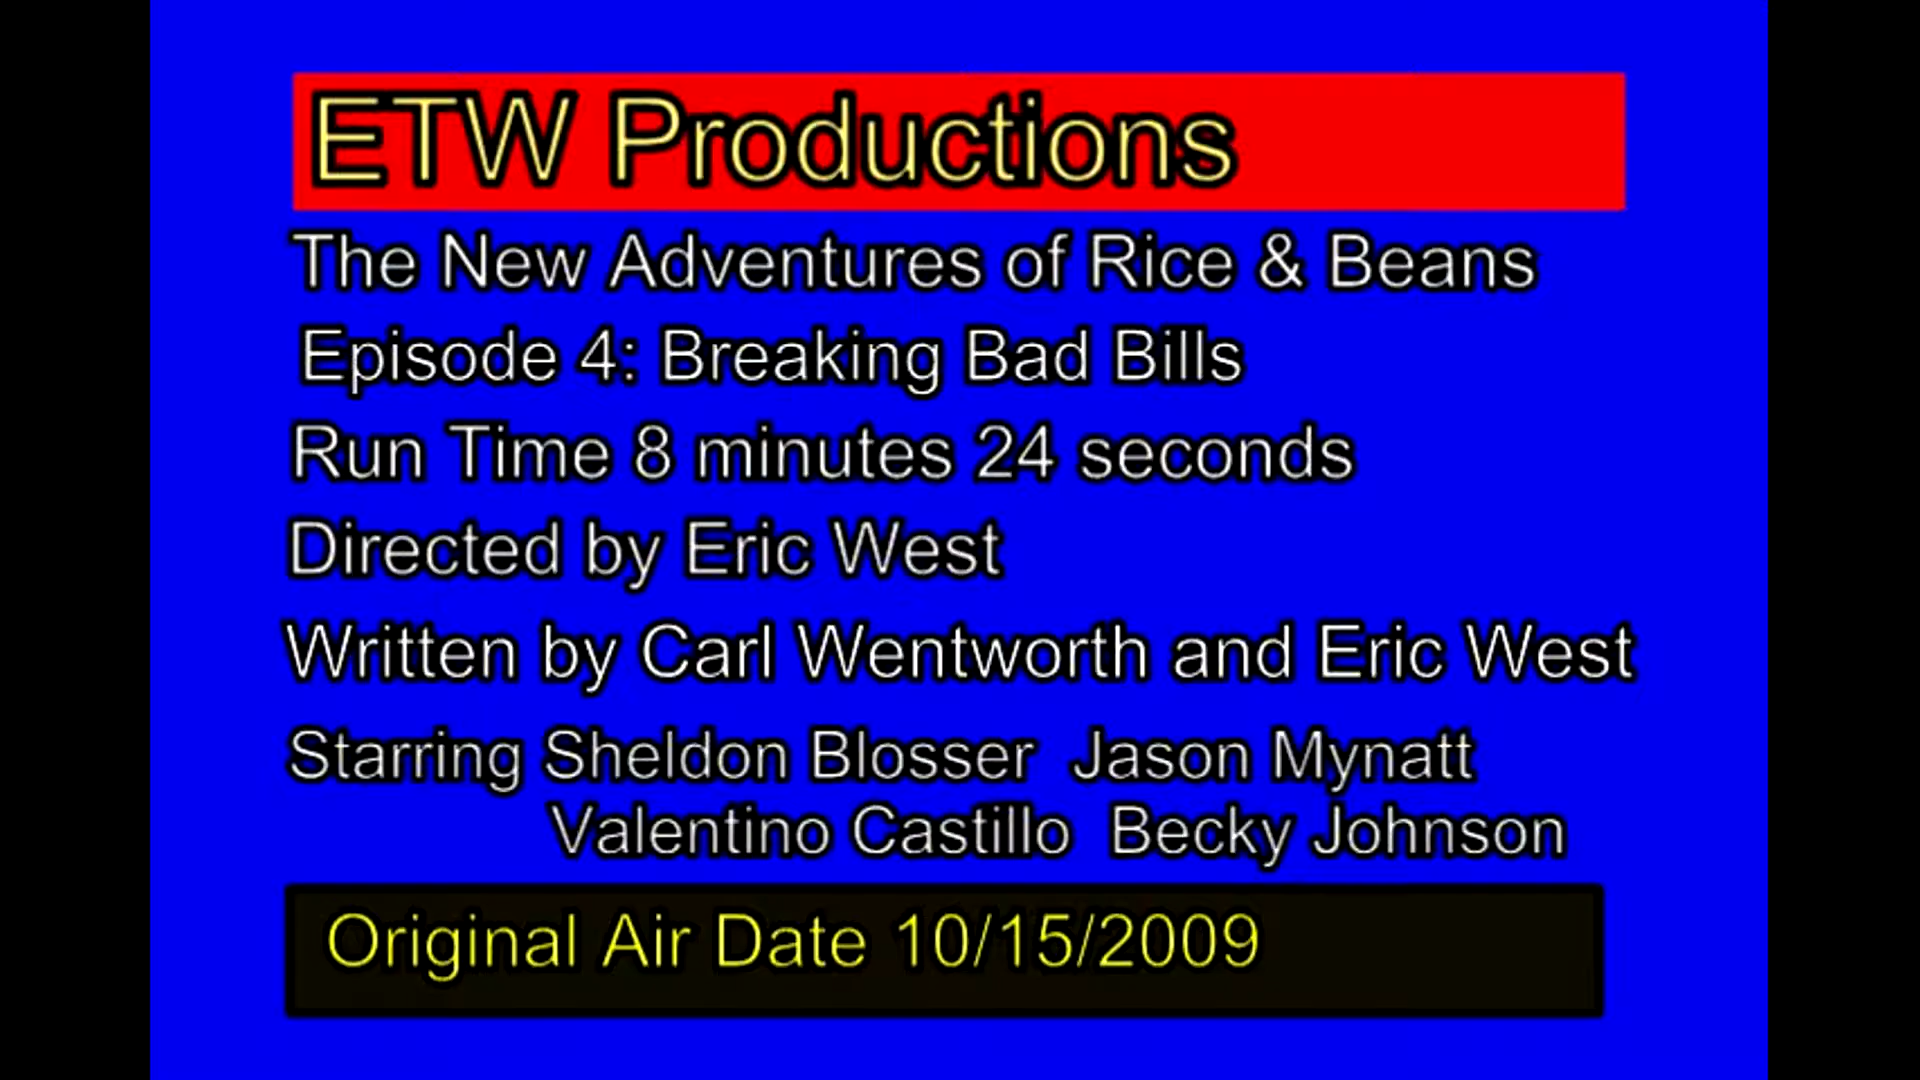 ETW Productions
The New Adventures of Rice & Beans
Episode 4: Breaking Bad Bills
Run Time 8 minutes 24 seconds
Directed by Eric West
Written by Carl Wentworth and Eric West
Starring Sheldon Blosser  Jason Mynatt
Valentino Castillo  Becky Johnson
Original Air Date 10/15/2009